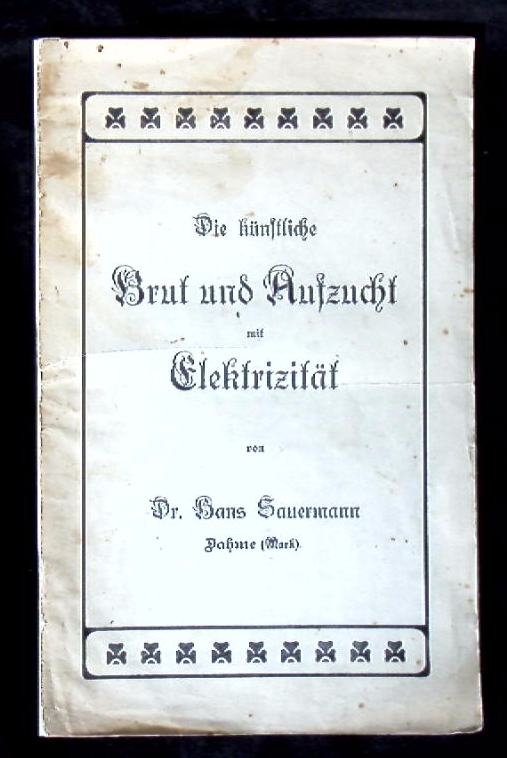 Die künstliche
Brut und Aufzucht
mit
Elektrizität
von
Dr. Hans Sauermann
Dahme (Mark).